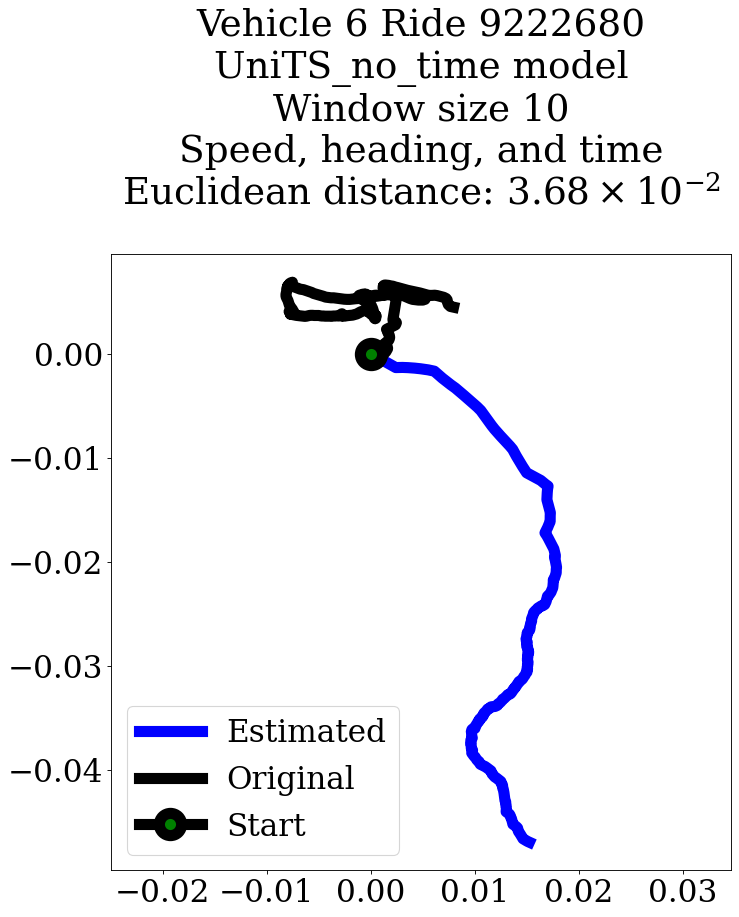 Vehicle 6 Ride 9222680
UniTS_no_time model
Window size 10
Speed, heading, and time
Euclidean distance: 3.68 × 10⁻²
0.00
−0.01
−0.02
−0.03
−0.04
Estimated
Original
Start
−0.02 −0.01 0.00 0.01 0.02 0.03